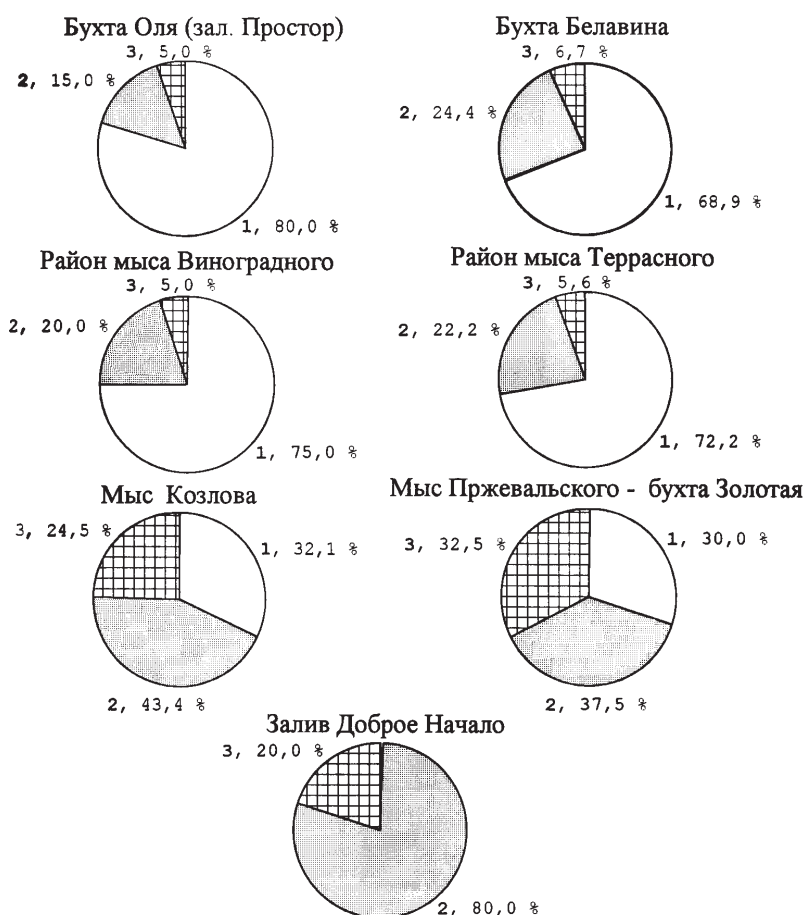 Бухта Оля (зал. Простор)
3, 5,0 %
2, 15,0 %
1, 80,0 %
Бухта Белавина
3, 6,7 %
2, 24,4 %
1, 68,9 %
Район мыса Виноградного
3, 5,0 %
2, 20,0 %
1, 75,0 %
Район мыса Террасного
3, 5,6 %
2, 22,2 %
1, 72,2 %
Мыс Козлова
3, 24,5 %
1, 32,1 %
2, 43,4 %
Мыс Пржевальского - бухта Золотая
3, 32,5 %
1, 30,0 %
2, 37,5 %
Залив Доброе Начало
3, 20,0 %
2, 80,0 %